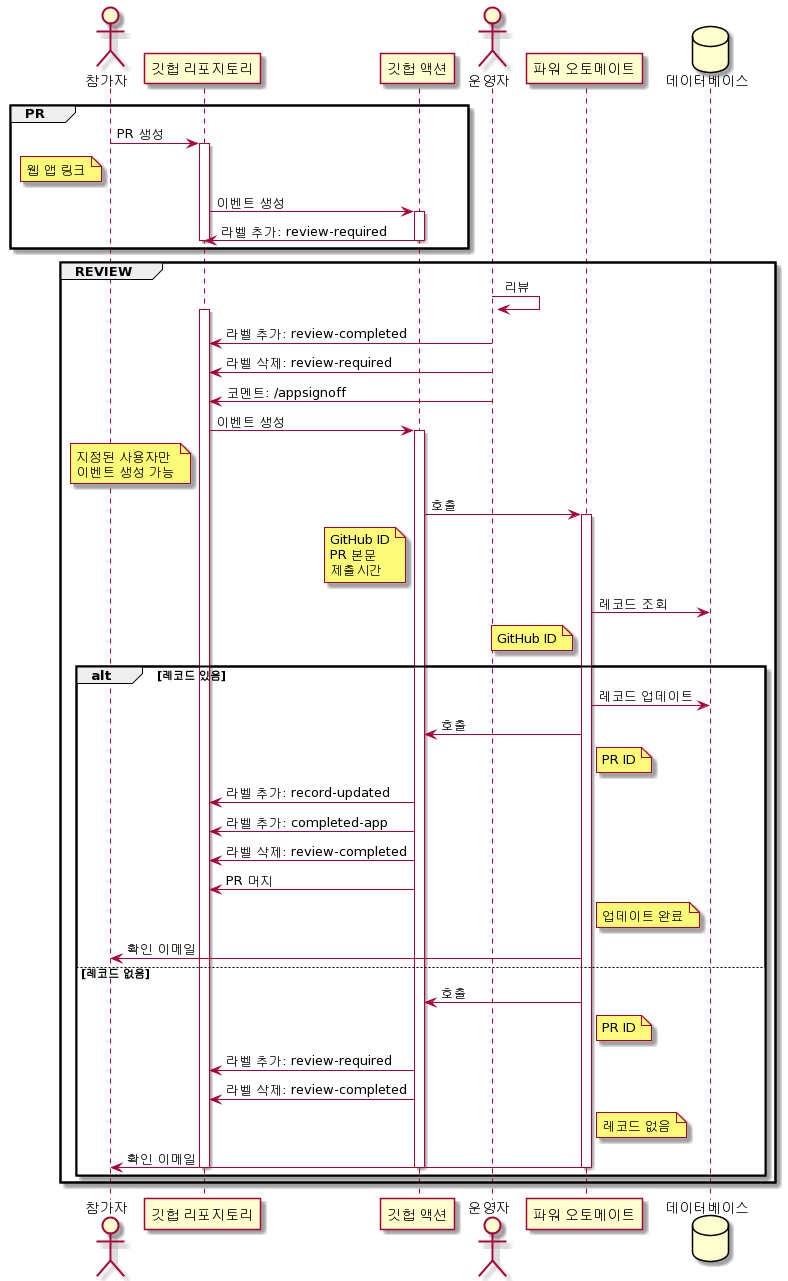 참가자
깃헙 리포지토리
깃헙 액션
운영자
파워 오토메이트
데이터베이스
PR
PR 생성
웹 앱 링크
이벤트 생성
라벨 추가: review-required
REVIEW
리뷰
라벨 추가: review-completed
라벨 삭제: review-required
코멘트: /appsignoff
이벤트 생성
지정된 사용자만
이벤트 생성 가능
호출
GitHub ID
PR 본문
제출시간
레코드 조회
GitHub ID
alt
[레코드 있음]
레코드 업데이트
호출
PR ID
라벨 추가: record-updated
라벨 추가: completed-app
라벨 삭제: review-completed
PR 머지
업데이트 완료
확인 이메일
[레코드 없음]
호출
PR ID
라벨 추가: review-required
라벨 삭제: review-completed
레코드 없음
확인 이메일
참가자
깃헙 리포지토리
깃헙 액션
운영자
파워 오토메이트
데이터베이스